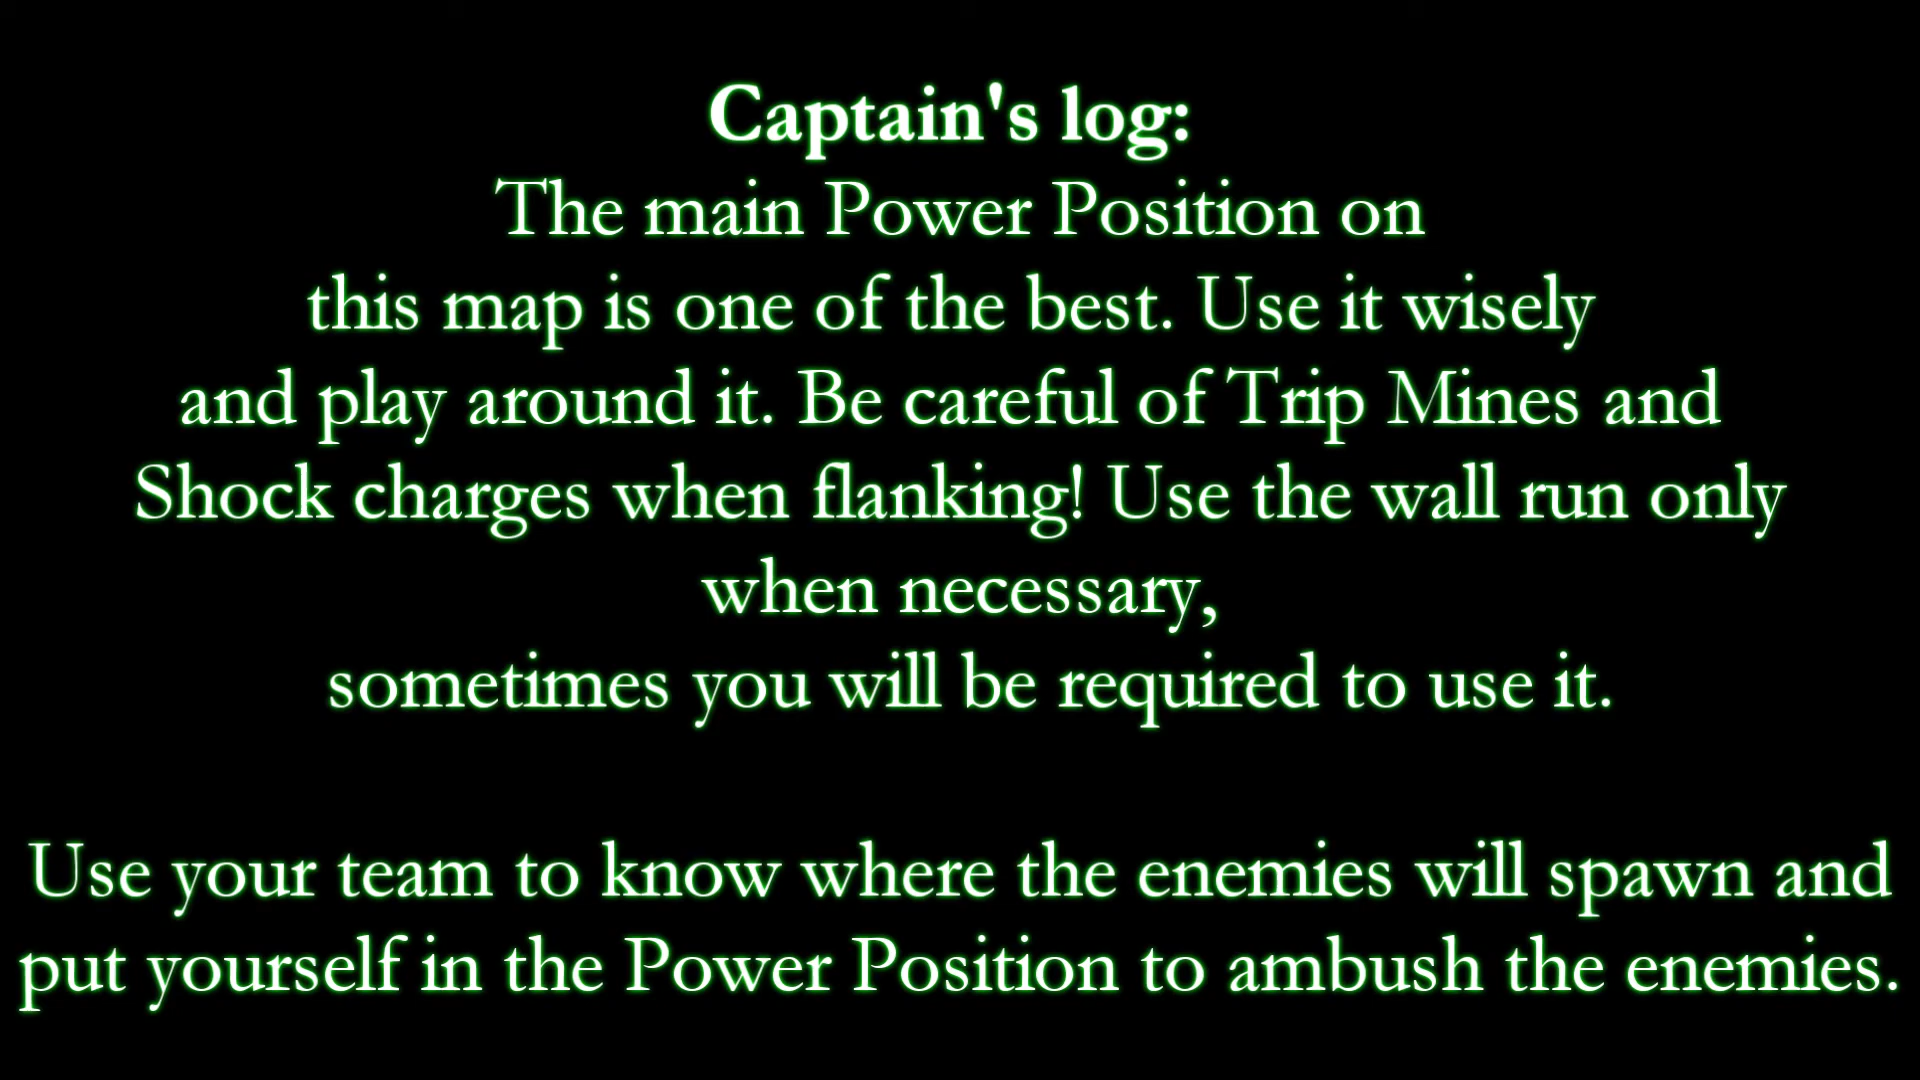 Captain's log:
The main Power Position on
this map is one of the best. Use it wisely
and play around it. Be careful of Trip Mines and
Shock charges when flanking! Use the wall run only
when necessary,
sometimes you will be required to use it.
Use your team to know where the enemies will spawn and
put yourself in the Power Position to ambush the enemies.